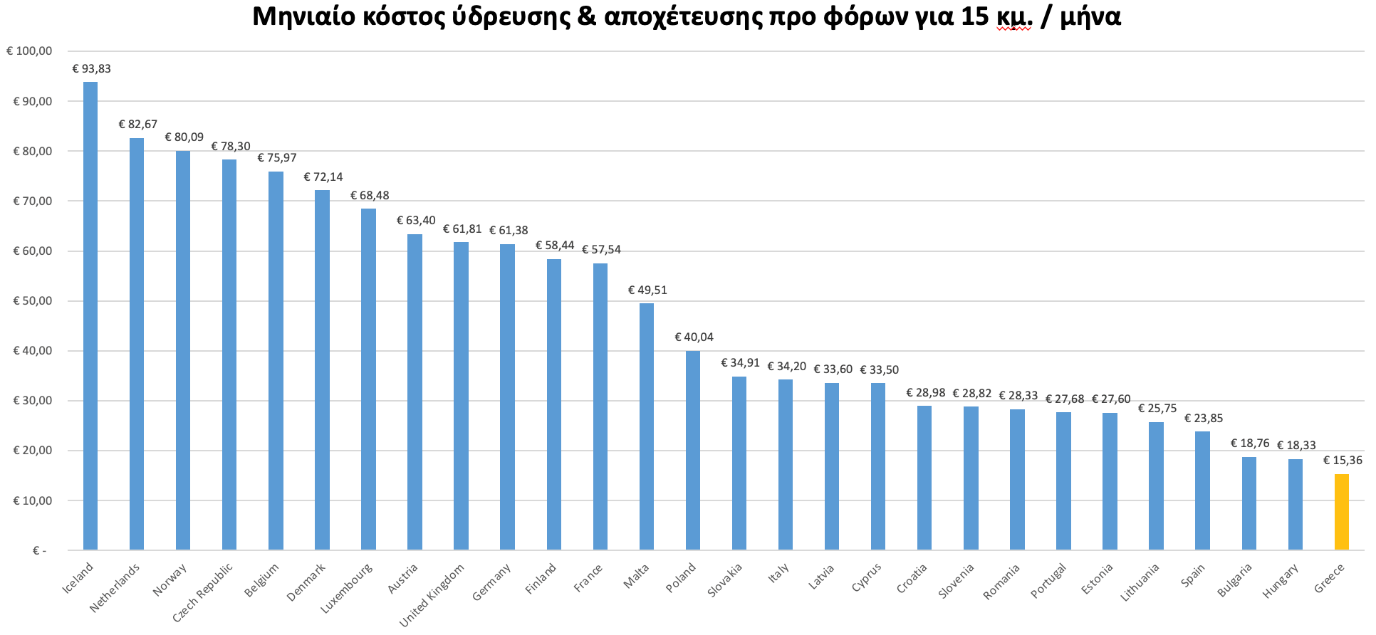 Μηνιαίο κόστος ύδρευσης & αποχέτευσης προ φόρων για 15 κμ. / μήνα
€ 100,00
€ 90,00
€ 80,00
€ 70,00
€ 60,00
€ 50,00
€ 40,00
€ 30,00
€ 20,00
€ 10,00
€ -
€ 93,83
€ 82,67
€ 80,09
€ 78,30
€ 75,97
€ 72,14
€ 68,48
€ 63,40
€ 61,81
€ 61,38
€ 58,44
€ 57,54
€ 49,51
€ 40,04
€ 34,91
€ 34,20
€ 33,60
€ 33,50
€ 28,98
€ 28,82
€ 28,33
€ 27,68
€ 27,60
€ 25,75
€ 23,85
€ 18,76
€ 18,33
€ 15,36
Iceland
Netherlands
Norway
Czech Republic
Belgium
Denmark
Luxembourg
Austria
United Kingdom
Germany
Finland
France
Malta
Poland
Slovakia
Italy
Latvia
Cyprus
Croatia
Slovenia
Romania
Portugal
Estonia
Lithuania
Spain
Bulgaria
Hungary
Greece